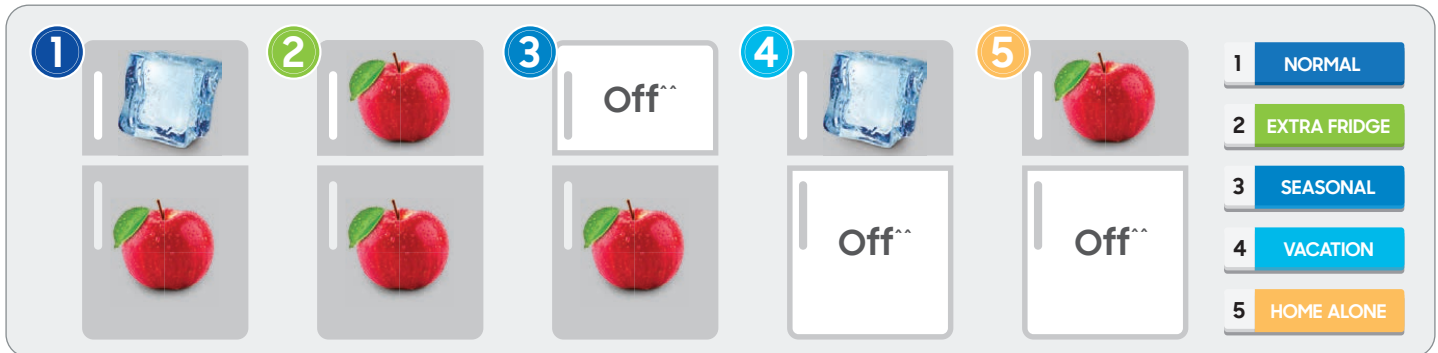 1
2
3
4
5
Off^^
Off^^
Off^^
1 NORMAL
2 EXTRA FRIDGE
3 SEASONAL
4 VACATION
5 HOME ALONE